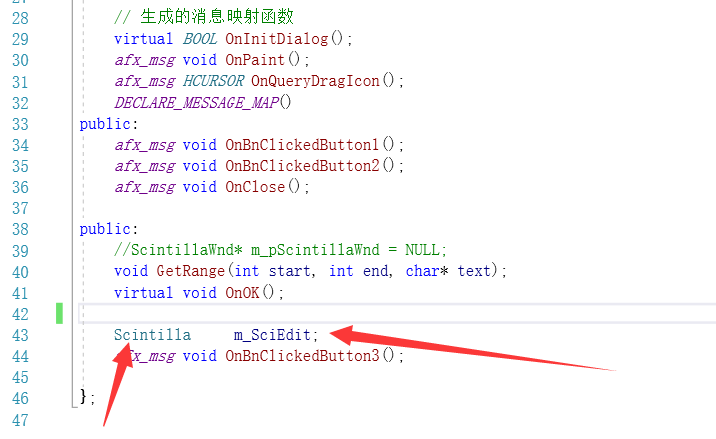 28 // 生成的消息映射函数
29 virtual BOOL OnInitDialog();
30 afx_msg void OnPaint();
31 afx_msg HCURSOR OnQueryDragIcon();
32 DECLARE_MESSAGE_MAP()
33 public:
34 afx_msg void OnBnClickedButton1();
35 afx_msg void OnBnClickedButton2();
36 afx_msg void OnClose();
37
38 public:
39 //ScintillaWnd* m_pScintillaWnd = NULL;
40 void GetRange(int start, int end, char* text);
41 virtual void OnOK();
42
43 Scintilla m_SciEdit;
44 afx_msg void OnBnClickedButton3();
45
46 };
47